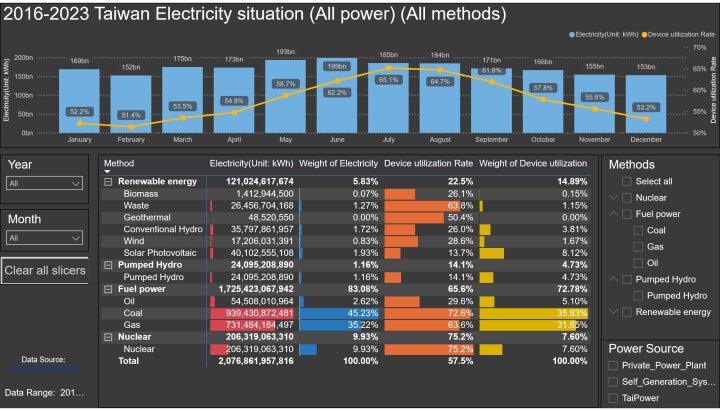 2016-2023 Taiwan Electricity situation (All power) (All methods)
Electricity(Unit: kWh) Device utilization Rate
Electricity(Unit: kWh)
200bn
150bn
100bn
50bn
0bn
169bn 152bn 175bn 173bn 193bn 199bn 185bn 184bn 171bn 166bn 155bn 153bn
52.2% 51.4% 53.5% 54.8% 58.7% 62.2% 65.1% 64.7% 61.9% 57.8% 55.6% 53.2%
January February March April May June July August September October November December
70%
65%
60%
55%
50%
Device utilization Rate
Year
All
Month
All
Clear all slicers
Data Range: 201...
Data Source:
Method Electricity(Unit: kWh) Weight of Electricity Device utilization Rate Weight of Device utilization
Renewable energy 121,024,617,674 5.83% 22.5% 14.89%
Biomass 1,412,944,500 0.07% 26.1% 0.15%
Waste 26,456,704,168 1.27% 63.8% 1.15%
Geothermal 48,520,550 0.00% 50.4% 0.00%
Conventional Hydro 35,797,861,957 1.72% 26.0% 3.81%
Wind 17,206,031,391 0.83% 28.6% 1.67%
Solar Photovoltaic 40,102,555,108 1.93% 13.7% 8.12%
Pumped Hydro 24,095,208,890 1.16% 14.1% 4.73%
Pumped Hydro 24,095,208,890 1.16% 14.1% 4.73%
Fuel power 1,725,423,067,942 83.08% 65.6% 72.78%
Oil 54,508,010,964 2.62% 29.6% 5.10%
Coal 939,430,872,481 45.23% 72.6% 35.83%
Gas 731,484,184,497 35.22% 63.6% 31.85%
Nuclear 206,319,063,310 9.93% 75.2% 7.60%
Nuclear 206,319,063,310 9.93% 75.2% 7.60%
Total 2,076,861,957,816 100.00% 57.5% 100.00%
Methods
Select all
Nuclear
Fuel power
Coal
Gas
Oil
Pumped Hydro
Pumped Hydro
Renewable energy
Power Source
Private_Power_Plant
Self_Generation_Sys...
TaiPower